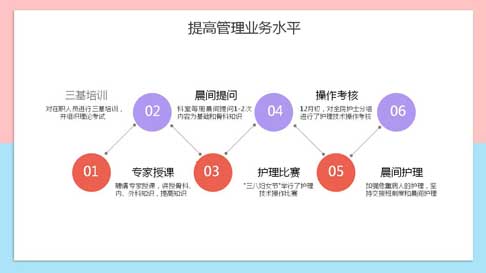 提高管理业务水平
三基培训
对在职人员进行三基培训，
并组织理论考试
02
晨间提问
科室每周晨间提问1-2次
内容为基础和骨科知识
04
操作考核
12月初，对全院护士分组
进行了护理技术操作考核
06
01
专家授课
聘请专家授课，讲授骨科、
内、外科知识，提高知识
03
护理比赛
"三八妇女节"举行了护理
技术操作比赛
05
晨间护理
加强危重病人的护理，坚
持交接班制度和晨间护理